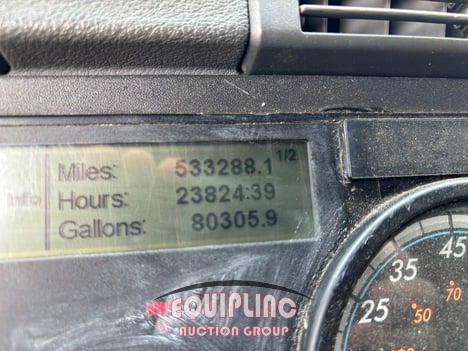 Miles: 533288.1 1/2
Info Hours: 23824:39
Gallons: 80305.9
EQUIPLINC
AUCTION GROUP
45
35
70
25
50